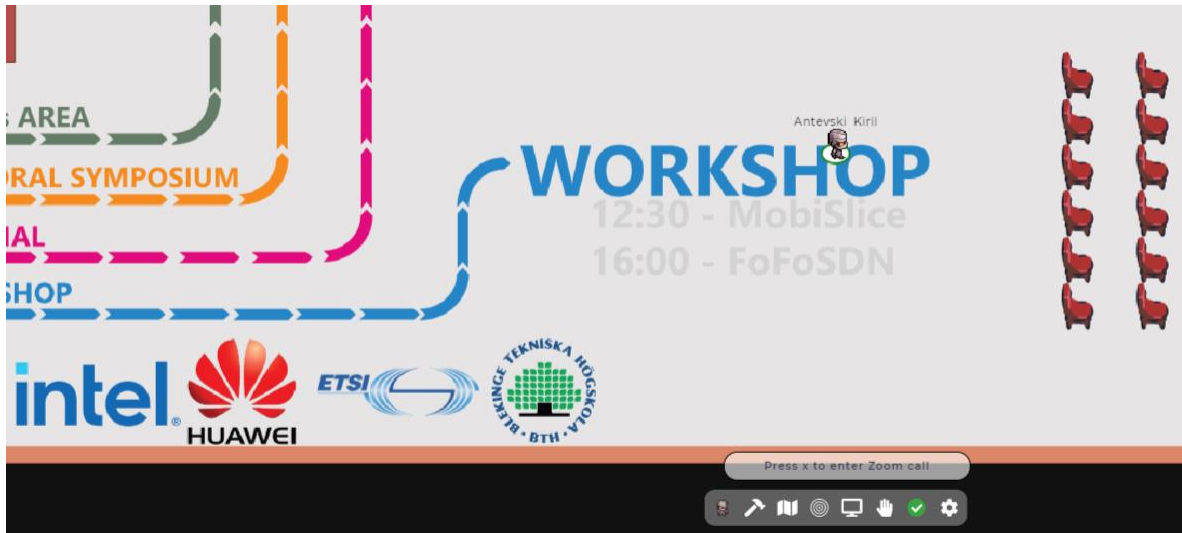 AREA
ORAL SYMPOSIUM
IAL
SHOP
Antevski Kiril
WORKSHOP
12:30 - MobiSlice
16:00 - FoFoSDN
intel.
HUAWEI
ETSI
BLEKINGE TEKNISKA HÖGSKOLA
· BTH ·
Press x to enter Zoom call